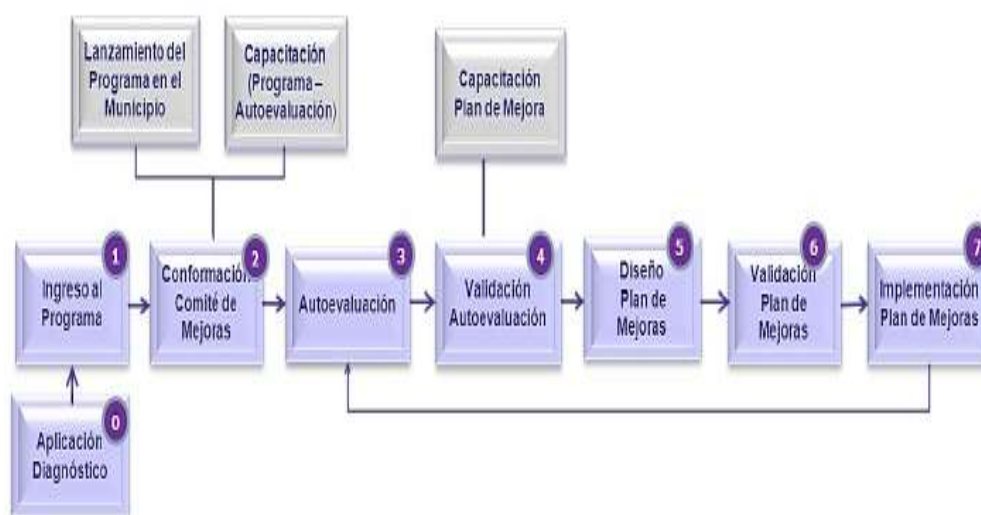 Lanzamiento del
Programa en el
Municipio
Capacitación
(Programa –
Autoevaluación)
Capacitación
Plan de Mejora
1
Ingreso al
Programa
2
Conformación
Comité de
Mejoras
3
Autoevaluación
4
Validación
Autoevaluación
5
Diseño
Plan de
Mejoras
6
Validación
Plan de
Mejoras
7
Implementación
Plan de Mejoras
0
Aplicación
Diagnóstico